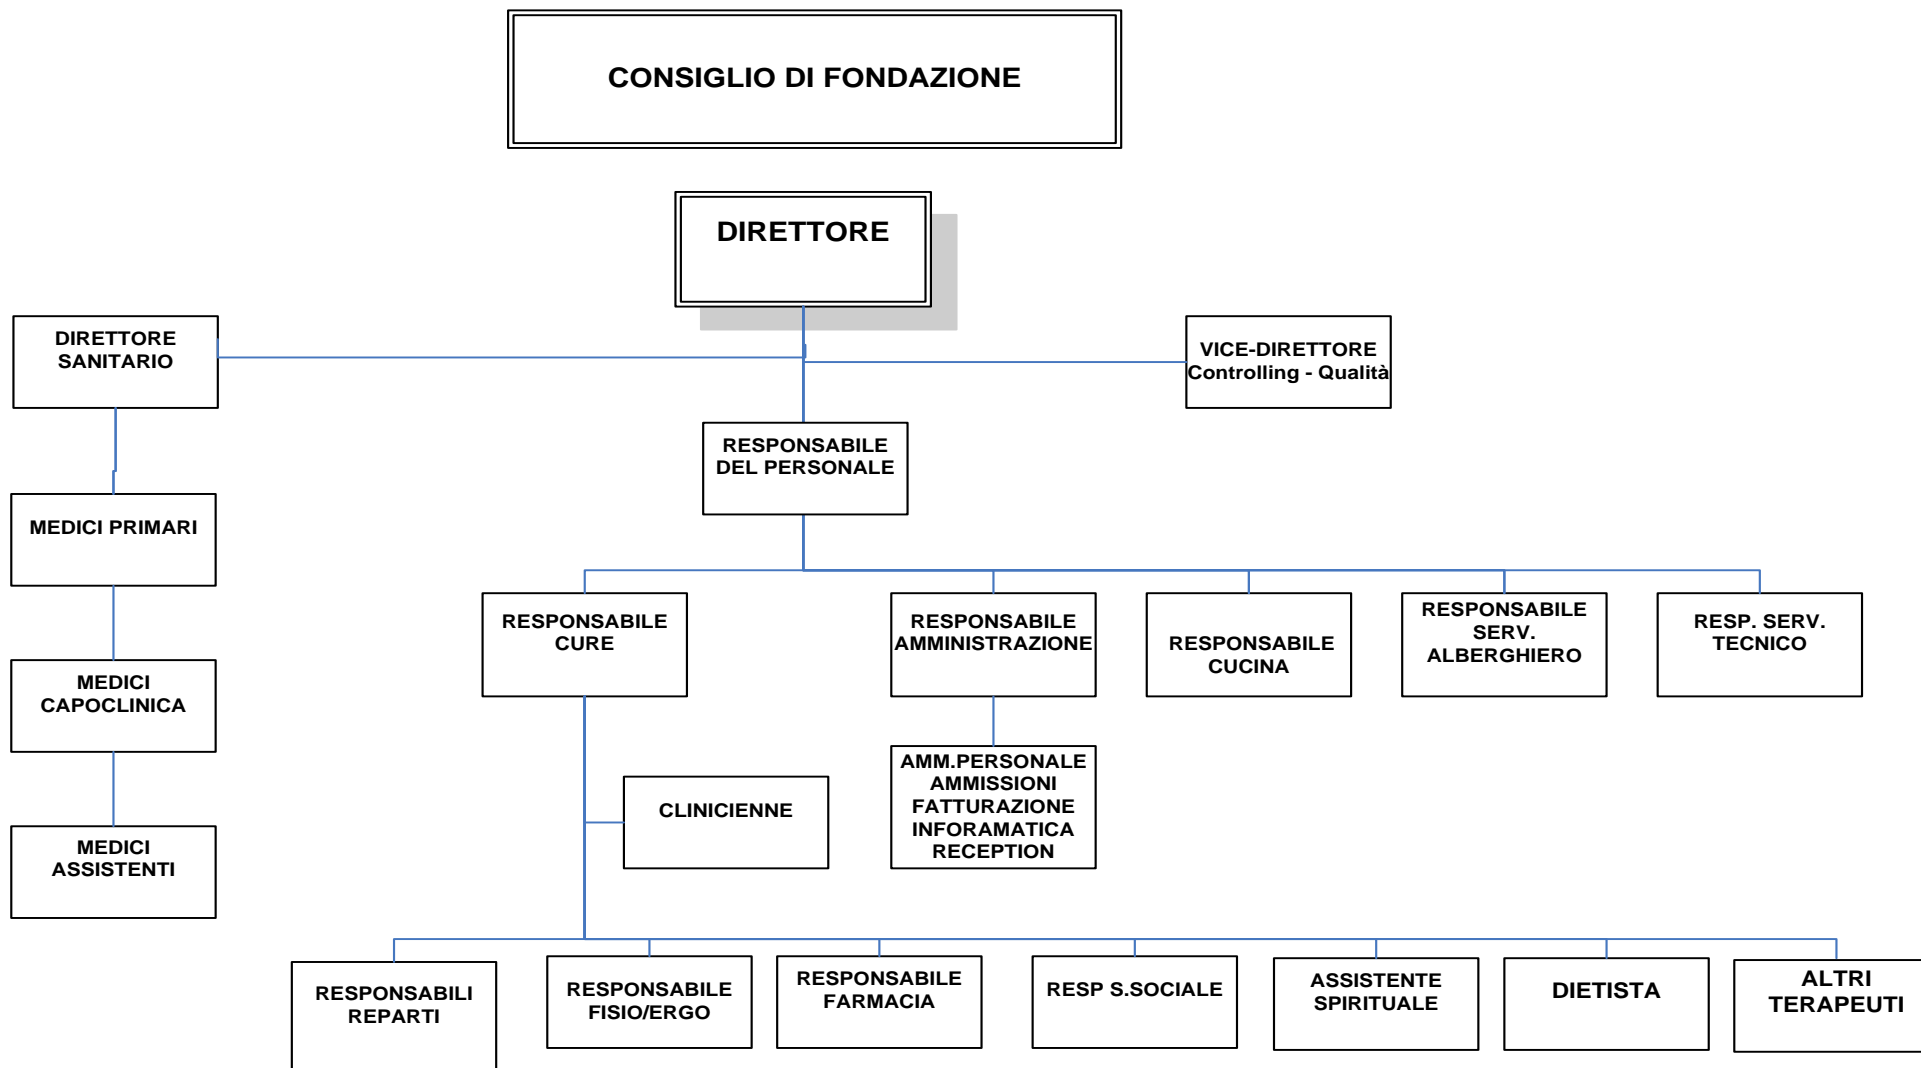 CONSIGLIO DI FONDAZIONE
DIRETTORE
DIRETTORE
SANITARIO
VICE-DIRETTORE
Controlling - Qualità
RESPONSABILE
DEL PERSONALE
MEDICI PRIMARI
RESPONSABILE
CURE
RESPONSABILE
AMMINISTRAZIONE
RESPONSABILE
CUCINA
RESPONSABILE
SERV.
ALBERGHIERO
RESP. SERV.
TECNICO
MEDICI
CAPOCLINICA
CLINICIENNE
AMM.PERSONALE
AMMISSIONI
FATTURAZIONE
INFORAMATICA
RECEPTION
MEDICI
ASSISTENTI
RESPONSABILI
REPARTI
RESPONSABILE
FISIO/ERGO
RESPONSABILE
FARMACIA
RESP S.SOCIALE
ASSISTENTE
SPIRITUALE
DIETISTA
ALTRI
TERAPEUTI